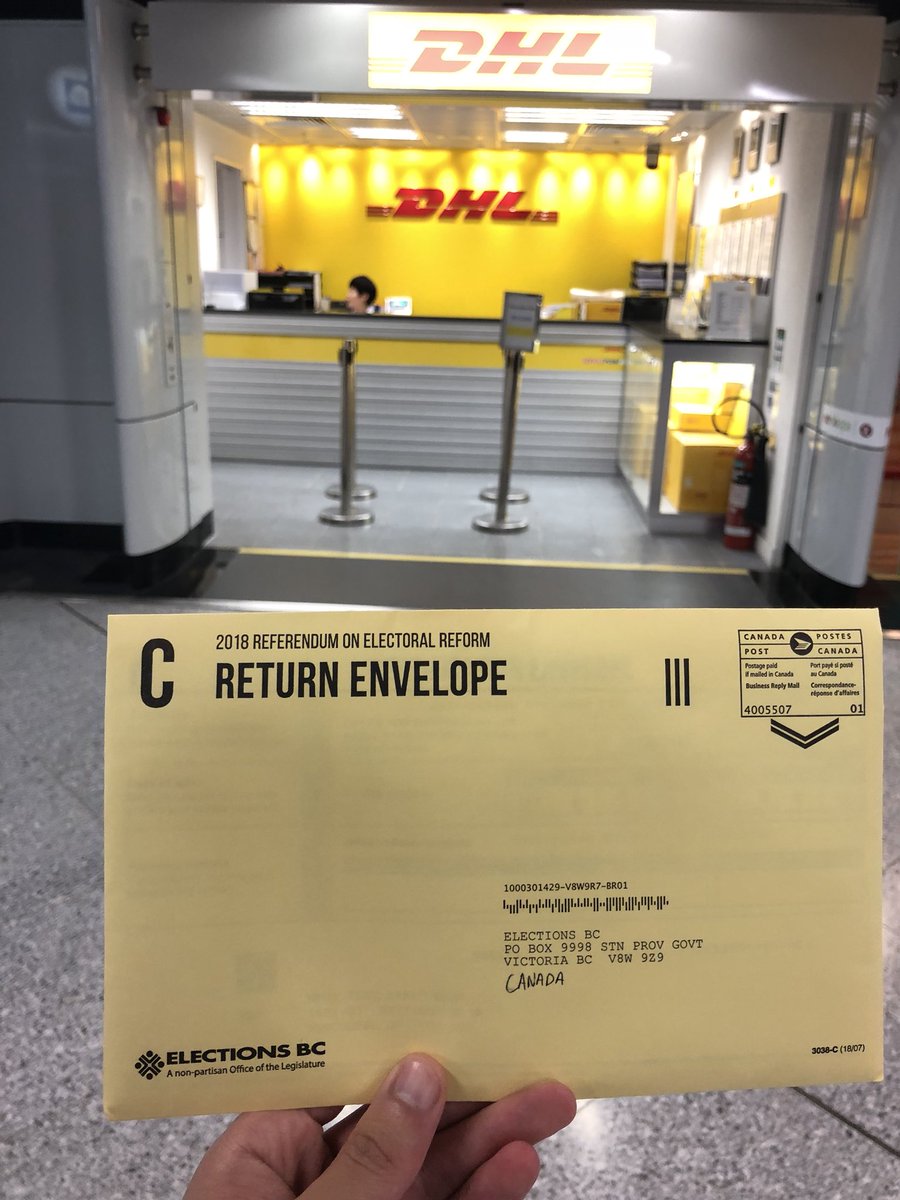 DHL
DHL
C
2018 REFERENDUM ON ELECTORAL REFORM
RETURN ENVELOPE
CANADA POSTES
POST CANADA
Postage paid
if mailed in Canada
Business Reply Mail
Port payé si posté
au Canada
Correspondance-
réponse d'affaires
4005507 01
1000301429-V8W9R7-BR01
ELECTIONS BC
PO BOX 9998 STN PROV GOVT
VICTORIA BC V8W 9Z9
CANADA
ELECTIONS BC
A non-partisan Office of the Legislature
3038-C (18/07)